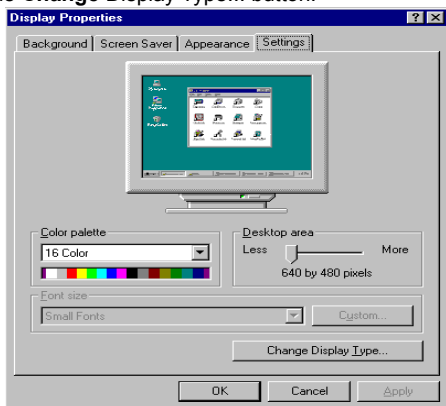 Change Display Type... button.
Display Properties
Background Screen Saver Appearance Settings
Color palette
16 Color
Desktop area
Less More
640 by 480 pixels
Font size
Small Fonts
Custom...
Change Display Type...
OK Cancel Apply